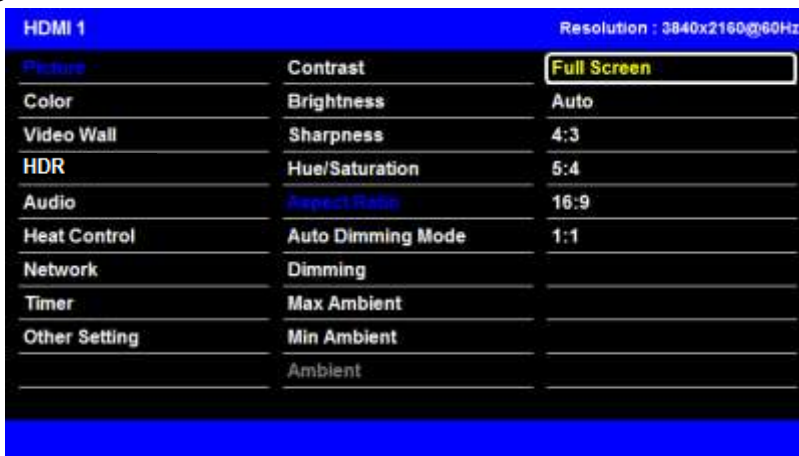 HDMI 1 Resolution : 3840x2160@60Hz
Picture Contrast Full Screen
Color Brightness Auto
Video Wall Sharpness 4:3
HDR Hue/Saturation 5:4
Audio Aspect Ratio 16:9
Heat Control Auto Dimming Mode 1:1
Network Dimming
Timer Max Ambient
Other Setting Min Ambient
Ambient